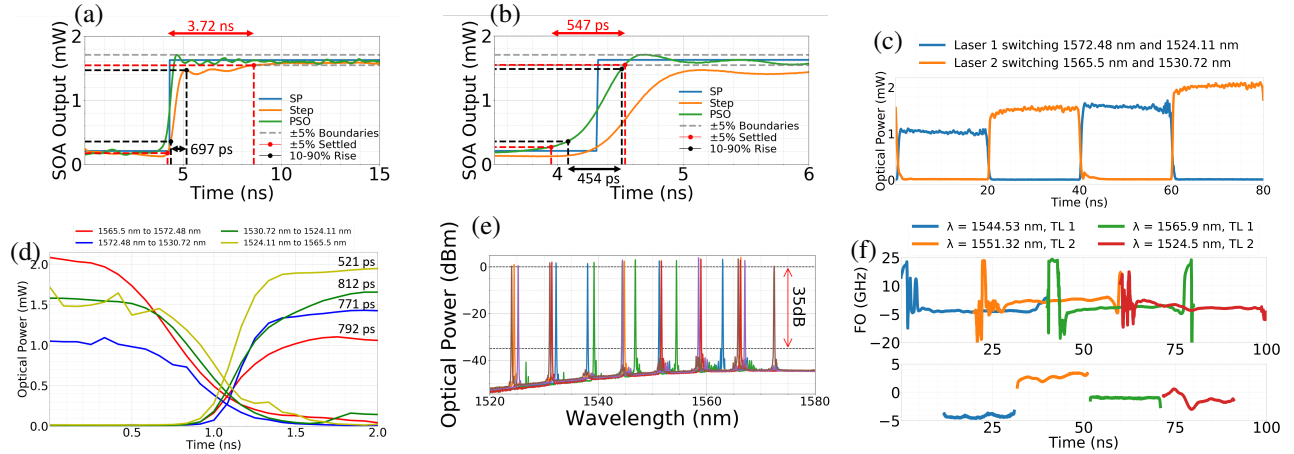 (a)
3.72 ns
SOA Output (mW)
2
1
0
SP
Step
PSO
±5% Boundaries
±5% Settled
10-90% Rise
697 ps
5
10
15
Time (ns)
(b)
547 ps
SOA Output (mW)
2
1
0
SP
Step
PSO
±5% Boundaries
±5% Settled
10-90% Rise
454 ps
4
5
6
Time (ns)
(c)
Laser 1 switching 1572.48 nm and 1524.11 nm
Laser 2 switching 1565.5 nm and 1530.72 nm
Optical Power (mW)
2
1
0
0
20
40
60
80
Time (ns)
(d)
1565.5 nm to 1572.48 nm
1530.72 nm to 1524.11 nm
1572.48 nm to 1530.72 nm
1524.11 nm to 1565.5 nm
Optical Power (mW)
2.0
1.5
1.0
0.5
0.0
521 ps
812 ps
771 ps
792 ps
0.5
1.0
1.5
2.0
Time (ns)
(e)
Optical Power (dBm)
0
−20
−40
35dB
1520
1540
1560
1580
Wavelength (nm)
(f)
λ = 1544.53 nm, TL 1
λ = 1565.9 nm, TL 1
λ = 1551.32 nm, TL 2
λ = 1524.5 nm, TL 2
FO (GHz)
25
10
−5
−20
25
50
75
100
5
0
−5
25
50
75
100
Time (ns)